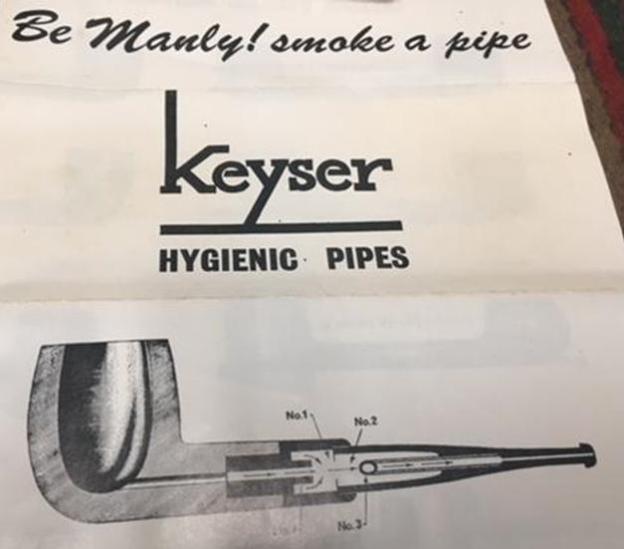 Be Manly! smoke a pipe
Keyser
HYGIENIC PIPES
No.1
No.2
No.3